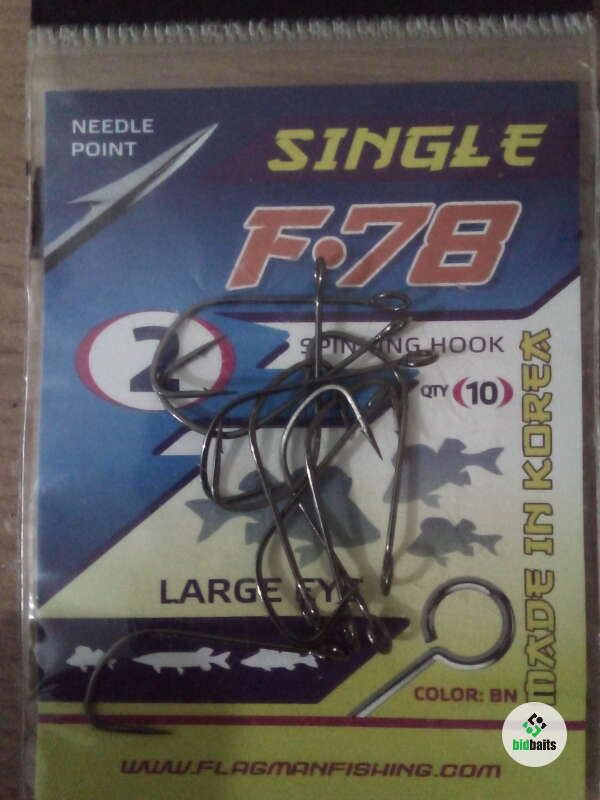 NEEDLE
POINT
SINGLE
F•78
2
SPINNING HOOK
QTY (10)
MADE IN KOREA
LARGE EYE
COLOR: BN
bidbaits
WWW.FLAGMANFISHING.COM